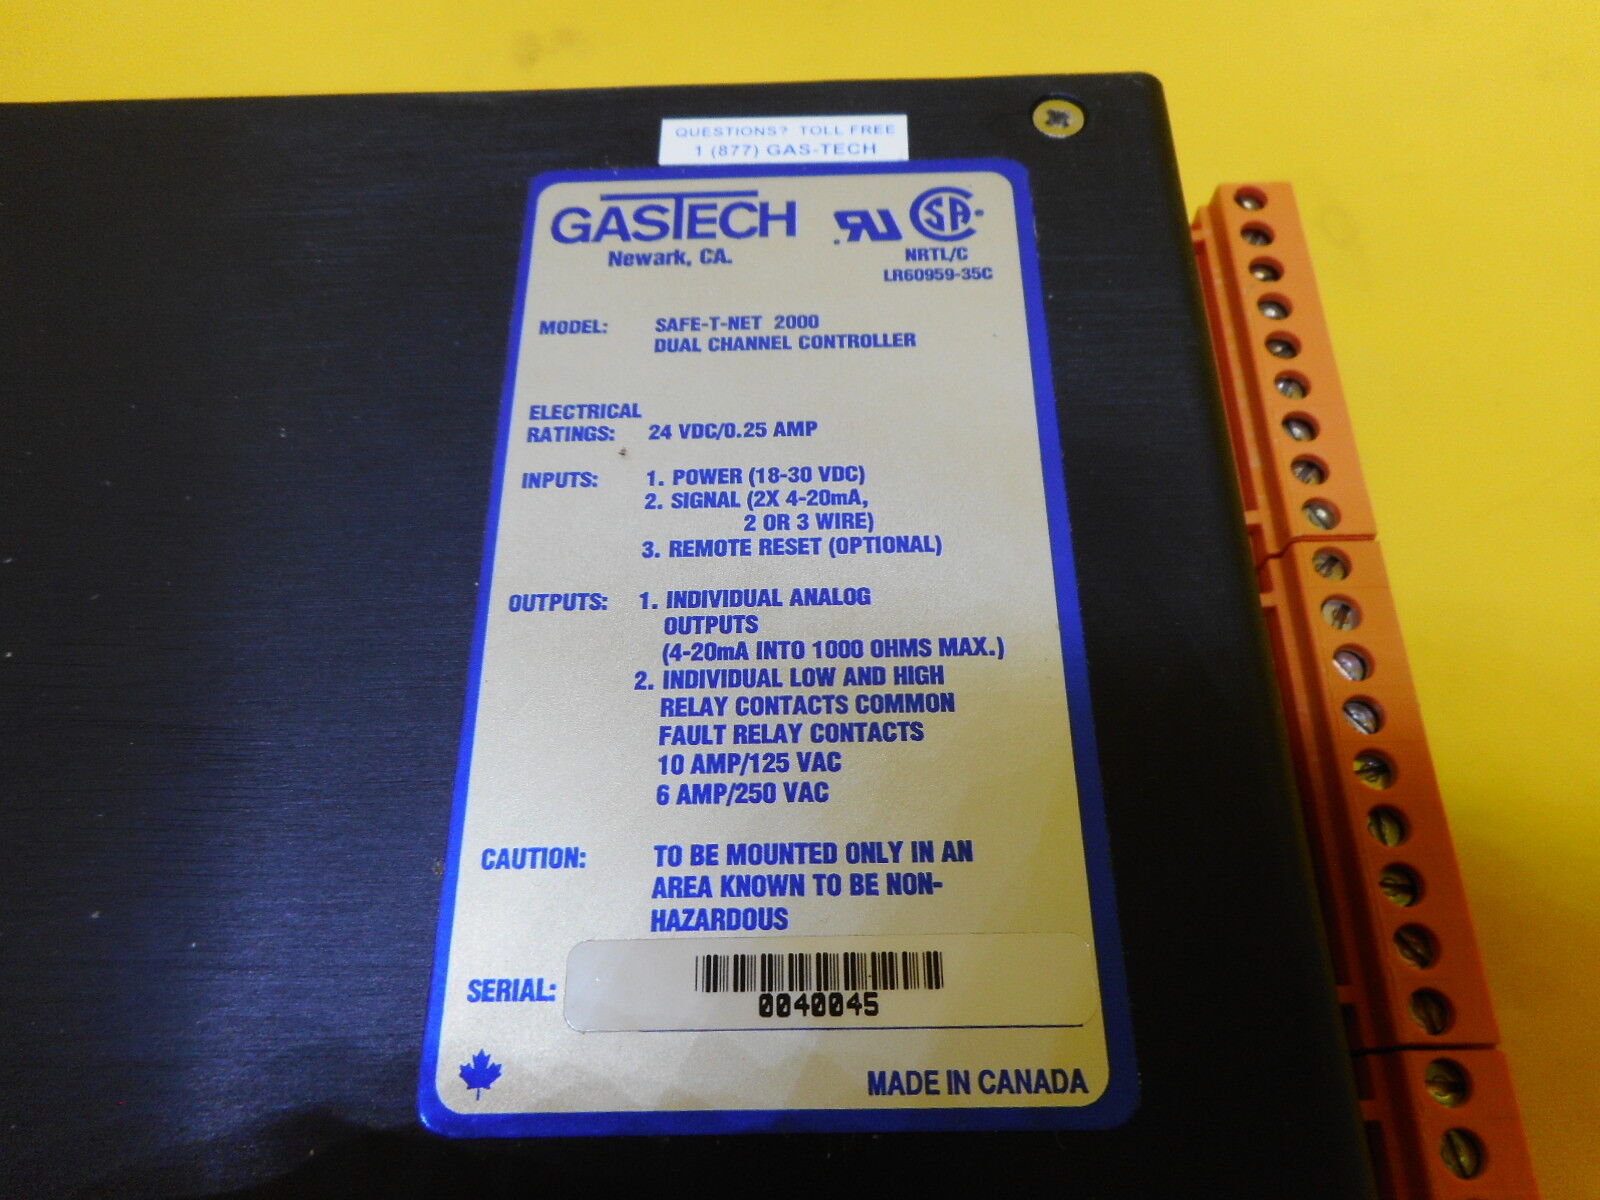 QUESTIONS? TOLL FREE
1 (877) GAS-TECH
GASTECH
Newark, CA.
NRTL/C
LR60959-35C
MODEL: SAFE-T-NET 2000
DUAL CHANNEL CONTROLLER
ELECTRICAL
RATINGS: 24 VDC/0.25 AMP
INPUTS: 1. POWER (18-30 VDC)
2. SIGNAL (2X 4-20mA,
2 OR 3 WIRE)
3. REMOTE RESET (OPTIONAL)
OUTPUTS: 1. INDIVIDUAL ANALOG
OUTPUTS
(4-20mA INTO 1000 OHMS MAX.)
2. INDIVIDUAL LOW AND HIGH
RELAY CONTACTS COMMON
FAULT RELAY CONTACTS
10 AMP/125 VAC
6 AMP/250 VAC
CAUTION: TO BE MOUNTED ONLY IN AN
AREA KNOWN TO BE NON-
HAZARDOUS
SERIAL: 0040045
MADE IN CANADA